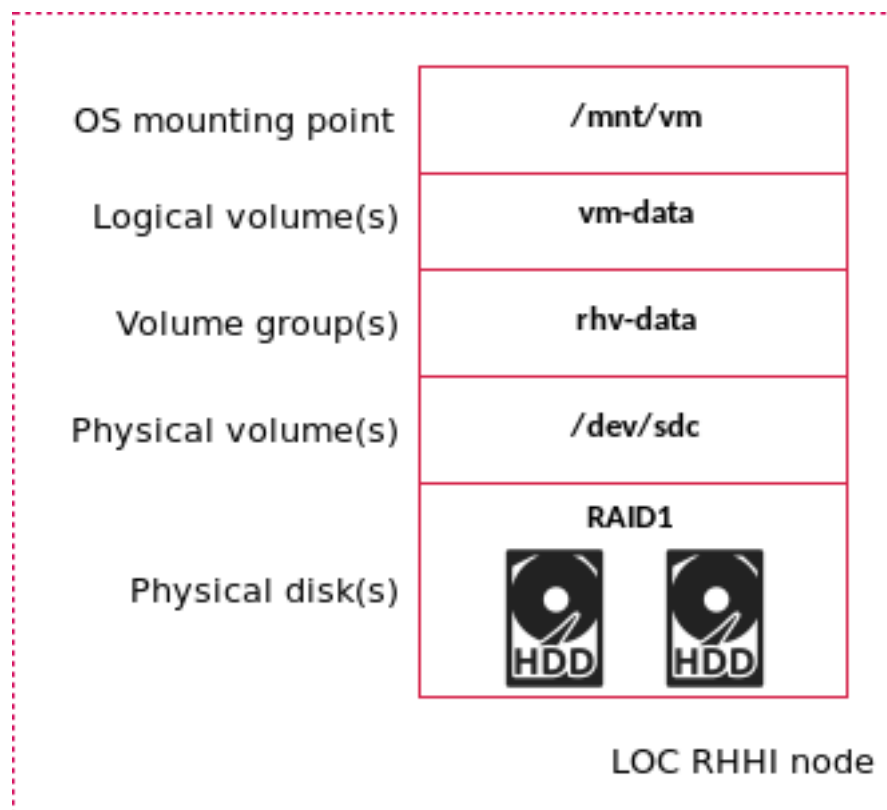 OS mounting point /mnt/vm
Logical volume(s) vm-data
Volume group(s) rhv-data
Physical volume(s) /dev/sdc
RAID1
Physical disk(s)
HDD HDD
LOC RHHI node